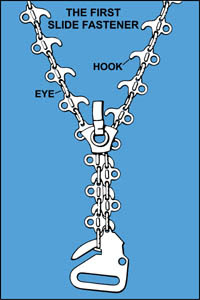 THE FIRST
SLIDE FASTENER
HOOK
EYE